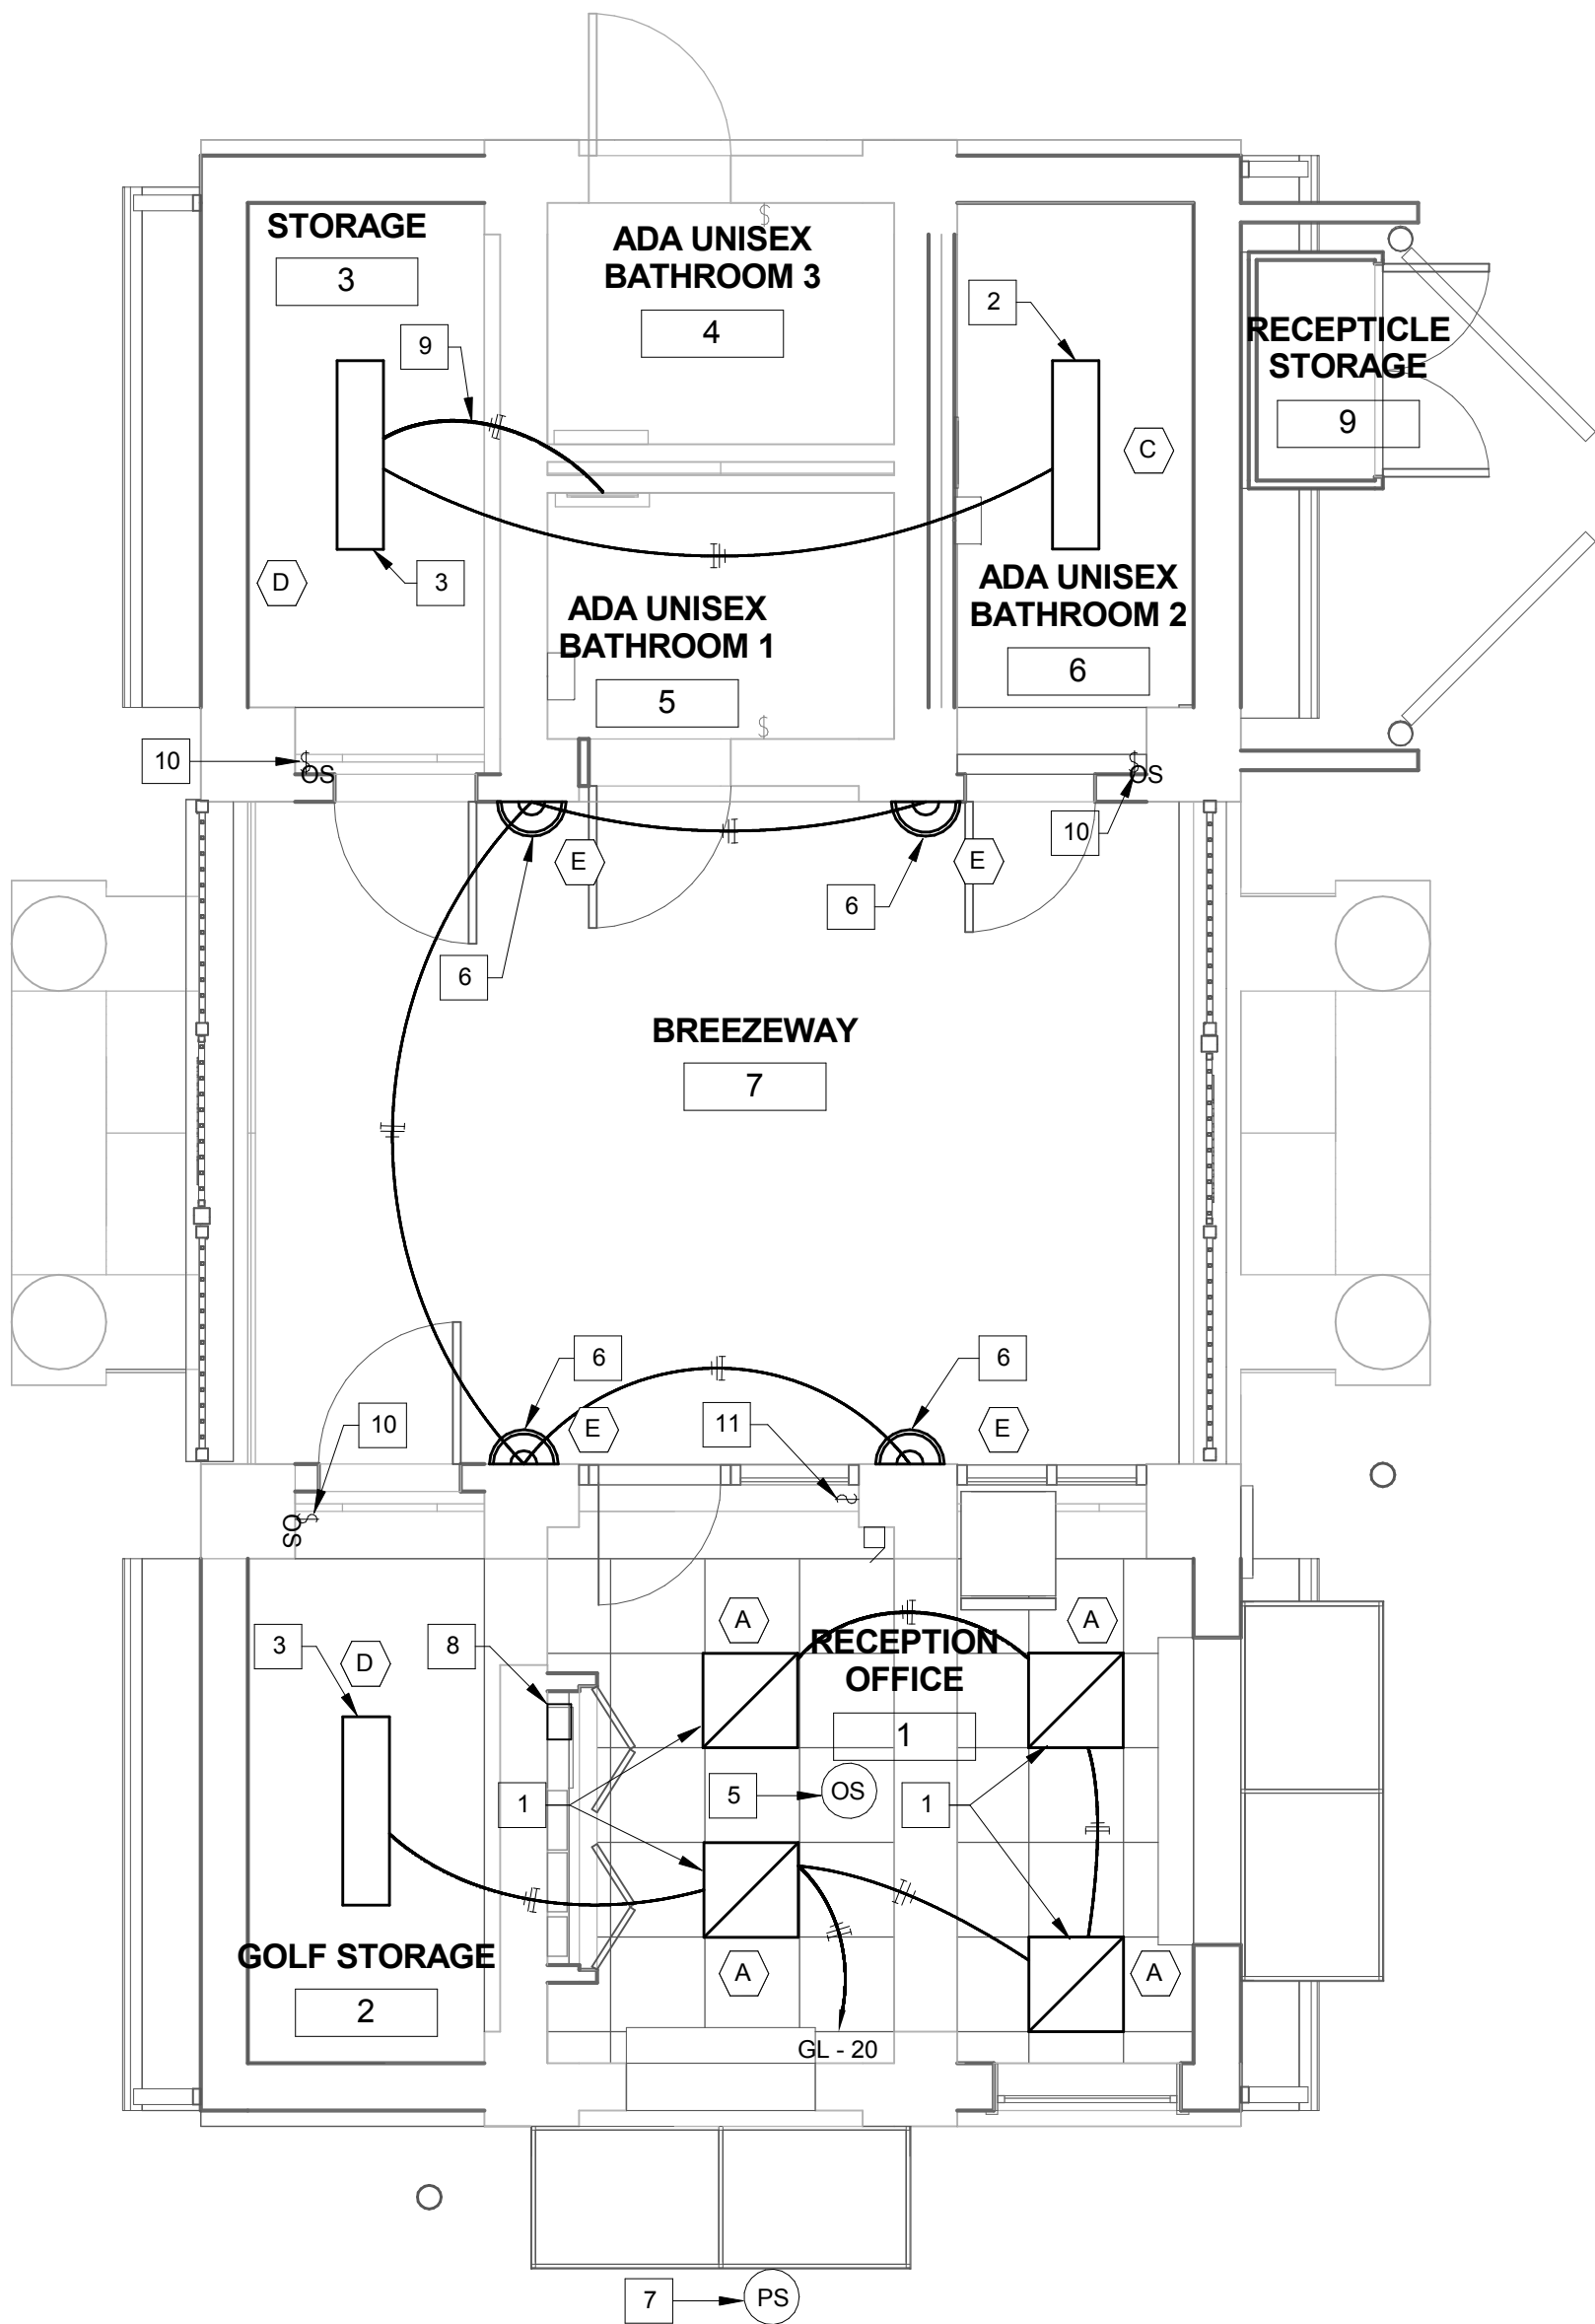 STORAGE
3
ADA UNISEX
BATHROOM 3
4
$
2
9
RECEPTICLE
STORAGE
9
C
D
3
ADA UNISEX
BATHROOM 1
5
$
ADA UNISEX
BATHROOM 2
6
10
$
OS
$
OS
10
E
E
6
6
BREEZEWAY
7
6
6
10
E
11
E
$
OS
$
A
A
3
D
8
RECEPTION
OFFICE
1
1
5
OS
1
GOLF STORAGE
2
A
A
GL - 20
7
PS